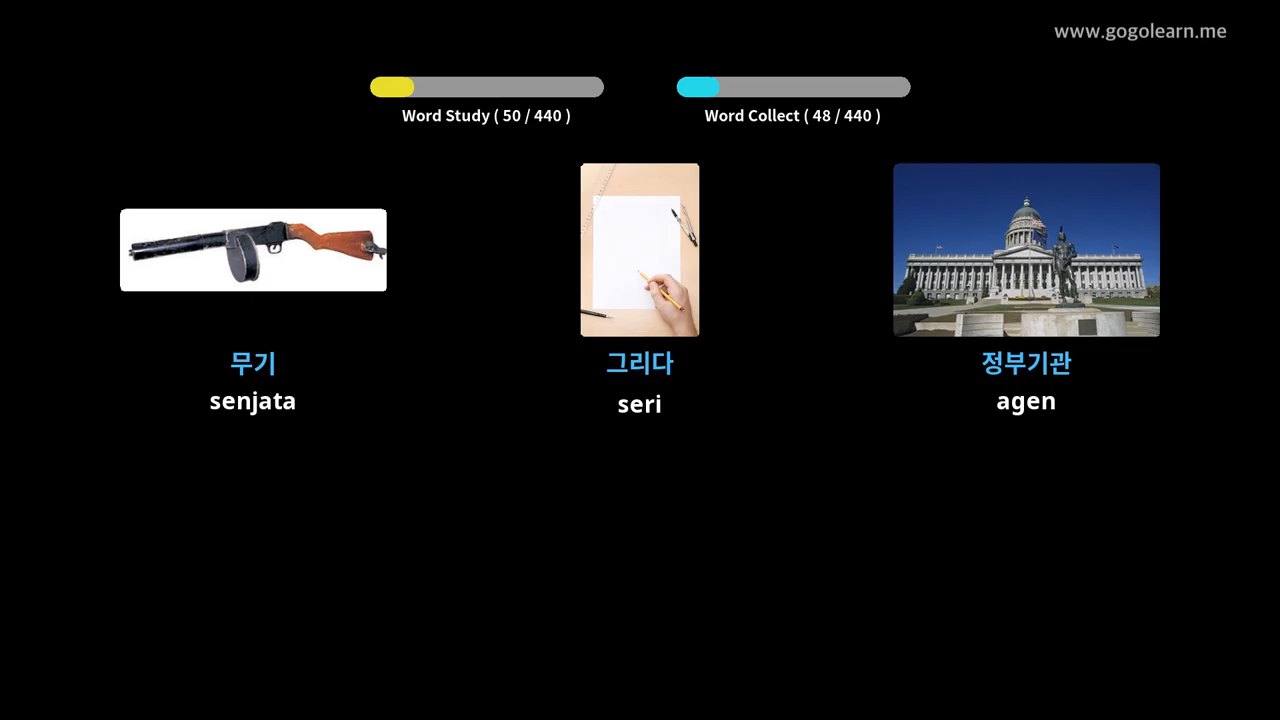 www.gogolearn.me
Word Study ( 50 / 440 )
Word Collect ( 48 / 440 )
무기
그리다
정부기관
senjata
seri
agen